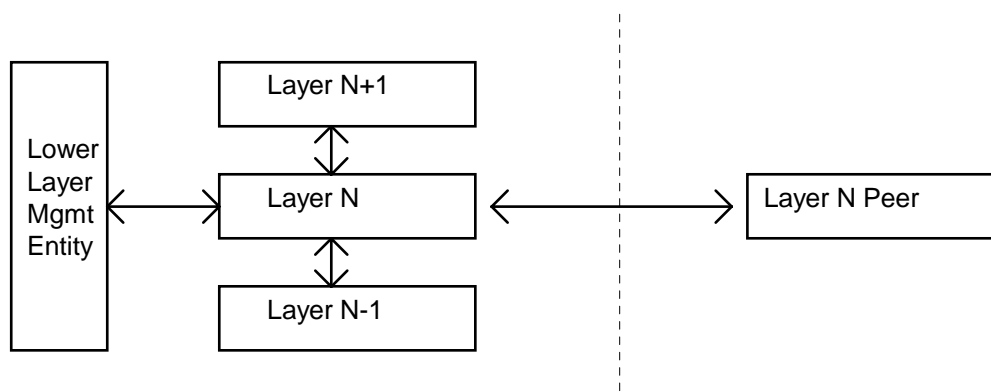 Layer N+1
Lower
Layer
Mgmt
Entity
Layer N
Layer N Peer
Layer N-1